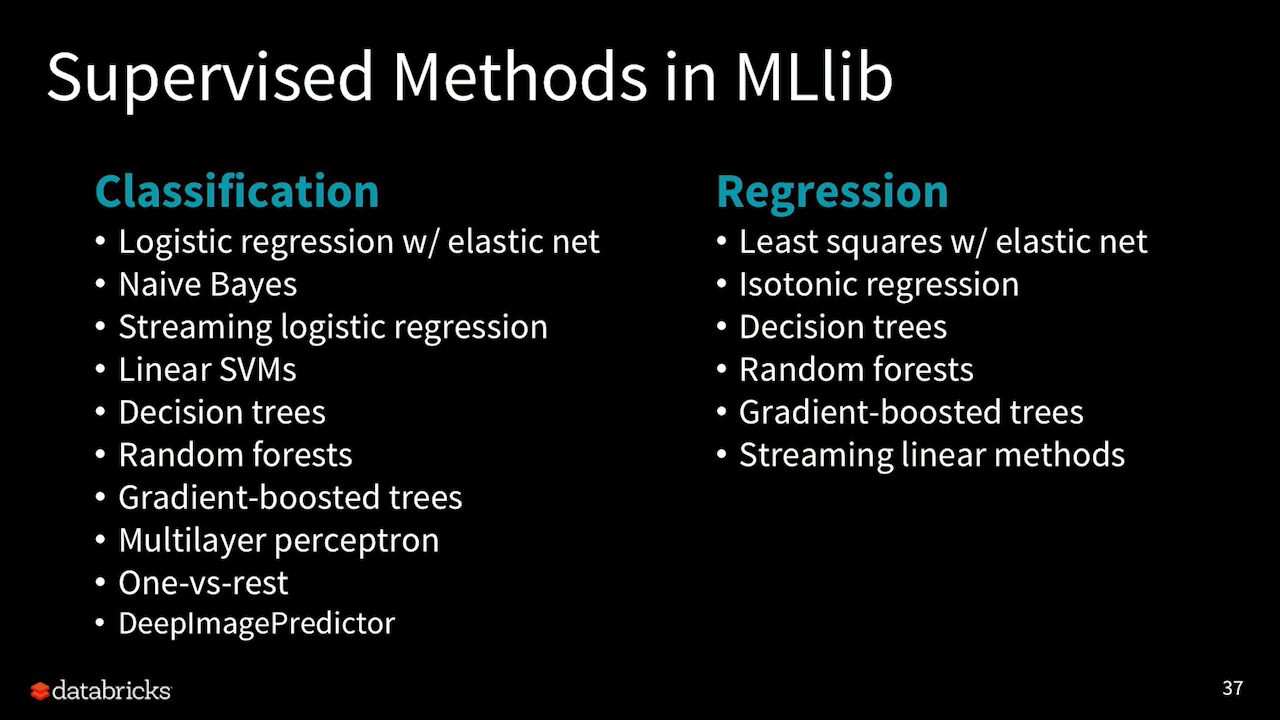 Supervised Methods in MLlib
Classification
• Logistic regression w/ elastic net
• Naive Bayes
• Streaming logistic regression
• Linear SVMs
• Decision trees
• Random forests
• Gradient-boosted trees
• Multilayer perceptron
• One-vs-rest
• DeepImagePredictor
Regression
• Least squares w/ elastic net
• Isotonic regression
• Decision trees
• Random forests
• Gradient-boosted trees
• Streaming linear methods
databricks
37